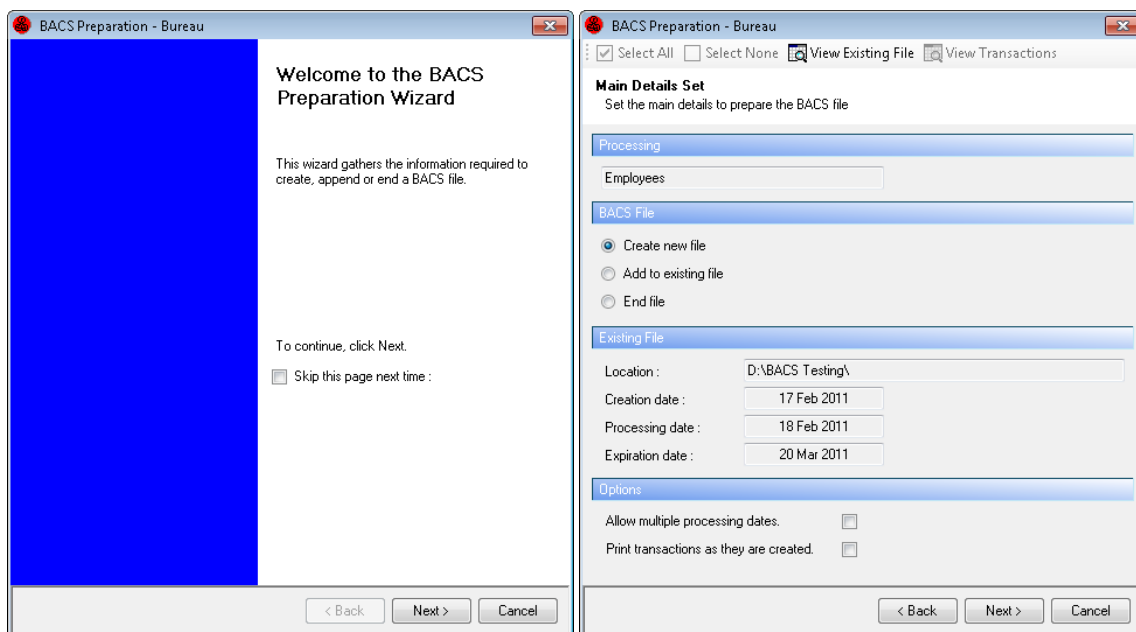 BACS Preparation - Bureau
Welcome to the BACS
Preparation Wizard
This wizard gathers the information required to
create, append or end a BACS file.
To continue, click Next.
Skip this page next time :
< Back Next > Cancel
BACS Preparation - Bureau
Select All Select None View Existing File View Transactions
Main Details Set
Set the main details to prepare the BACS file
Processing
Employees
BACS File
Create new file
Add to existing file
End file
Existing File
Location : D:\BACS Testing\
Creation date : 17 Feb 2011
Processing date : 18 Feb 2011
Expiration date : 20 Mar 2011
Options
Allow multiple processing dates.
Print transactions as they are created.
< Back Next > Cancel